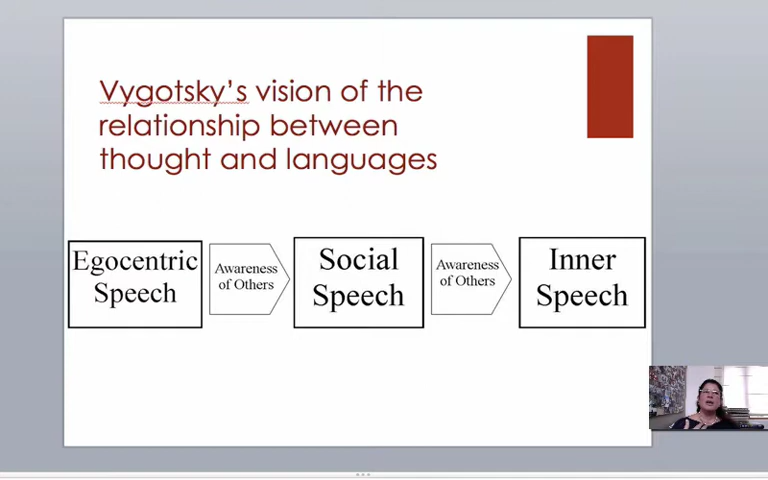 Vygotsky's vision of the
relationship between
thought and languages
Egocentric
Speech
Awareness
of Others
Social
Speech
Awareness
of Others
Inner
Speech